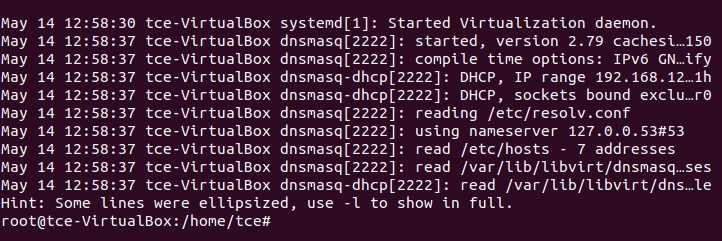 May 14 12:58:30 tce-VirtualBox systemd[1]: Started Virtualization daemon.
May 14 12:58:37 tce-VirtualBox dnsmasq[2222]: started, version 2.79 cachesi…150
May 14 12:58:37 tce-VirtualBox dnsmasq[2222]: compile time options: IPv6 GN…ify
May 14 12:58:37 tce-VirtualBox dnsmasq-dhcp[2222]: DHCP, IP range 192.168.12…1h
May 14 12:58:37 tce-VirtualBox dnsmasq-dhcp[2222]: DHCP, sockets bound exclu…r0
May 14 12:58:37 tce-VirtualBox dnsmasq[2222]: reading /etc/resolv.conf
May 14 12:58:37 tce-VirtualBox dnsmasq[2222]: using nameserver 127.0.0.53#53
May 14 12:58:37 tce-VirtualBox dnsmasq[2222]: read /etc/hosts - 7 addresses
May 14 12:58:37 tce-VirtualBox dnsmasq[2222]: read /var/lib/libvirt/dnsmasq…ses
May 14 12:58:37 tce-VirtualBox dnsmasq-dhcp[2222]: read /var/lib/libvirt/dns…le
Hint: Some lines were ellipsized, use -l to show in full.
root@tce-VirtualBox:/home/tce#